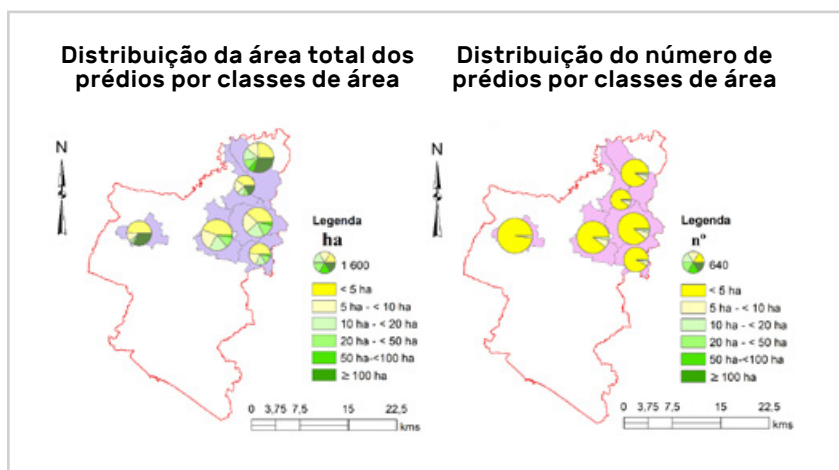 Distribuição da área total dos
prédios por classes de área
N
Legenda
ha
1 600
< 5 ha
5 ha - < 10 ha
10 ha - < 20 ha
20 ha - < 50 ha
50 ha-<100 ha
≥ 100 ha
0 3,75 7,5 15 22,5
kms
Distribuição do número de
prédios por classes de área
N
Legenda
nº
640
< 5 ha
5 ha - < 10 ha
10 ha - < 20 ha
20 ha - < 50 ha
50 ha-<100 ha
≥ 100 ha
0 3,75 7,5 15 22,5
kms